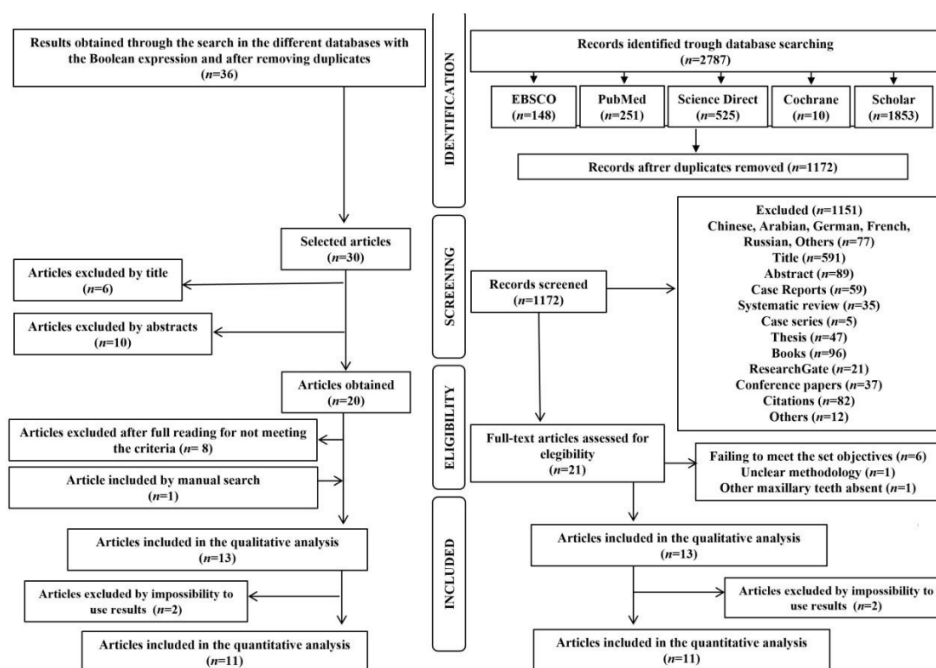 Results obtained through the search in the different databases with
the Boolean expression and after removing duplicates
(n=36)
Selected articles
(n=30)
Articles excluded by title
(n=6)
Articles excluded by abstracts
(n=10)
Articles obtained
(n=20)
Articles excluded after full reading for not meeting
the criteria (n= 8)
Article included by manual search
(n=1)
Articles included in the qualitative analysis
(n=13)
Articles excluded by impossibility to
use results (n=2)
Articles included in the quantitative analysis
(n=11)
IDENTIFICATION
SCREENING
ELIGIBILITY
INCLUDED
Records identified trough database searching
(n=2787)
EBSCO
(n=148)
PubMed
(n=251)
Science Direct
(n=525)
Cochrane
(n=10)
Scholar
(n=1853)
Records aftrer duplicates removed (n=1172)
Excluded (n=1151)
Chinese, Arabian, German, French,
Russian, Others (n=77)
Title (n=591)
Abstract (n=89)
Case Reports (n=59)
Systematic review (n=35)
Case series (n=5)
Thesis (n=47)
Books (n=96)
ResearchGate (n=21)
Conference papers (n=37)
Citations (n=82)
Others (n=12)
Records screened
(n=1172)
Full-text articles assessed for
elegibility
(n=21)
Failing to meet the set objectives (n=6)
Unclear methodology (n=1)
Other maxillary teeth absent (n=1)
Articles included in the qualitative analysis
(n=13)
Articles excluded by impossibility to
use results (n=2)
Articles included in the quantitative analysis
(n=11)